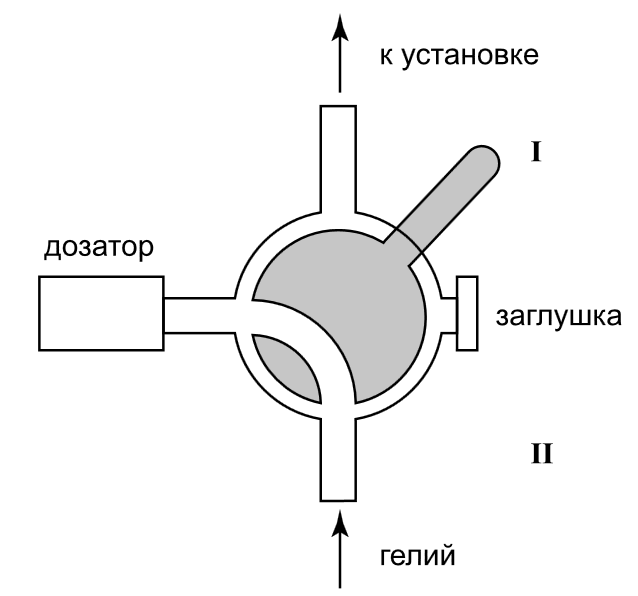 к установке
I
дозатор
заглушка
II
гелий